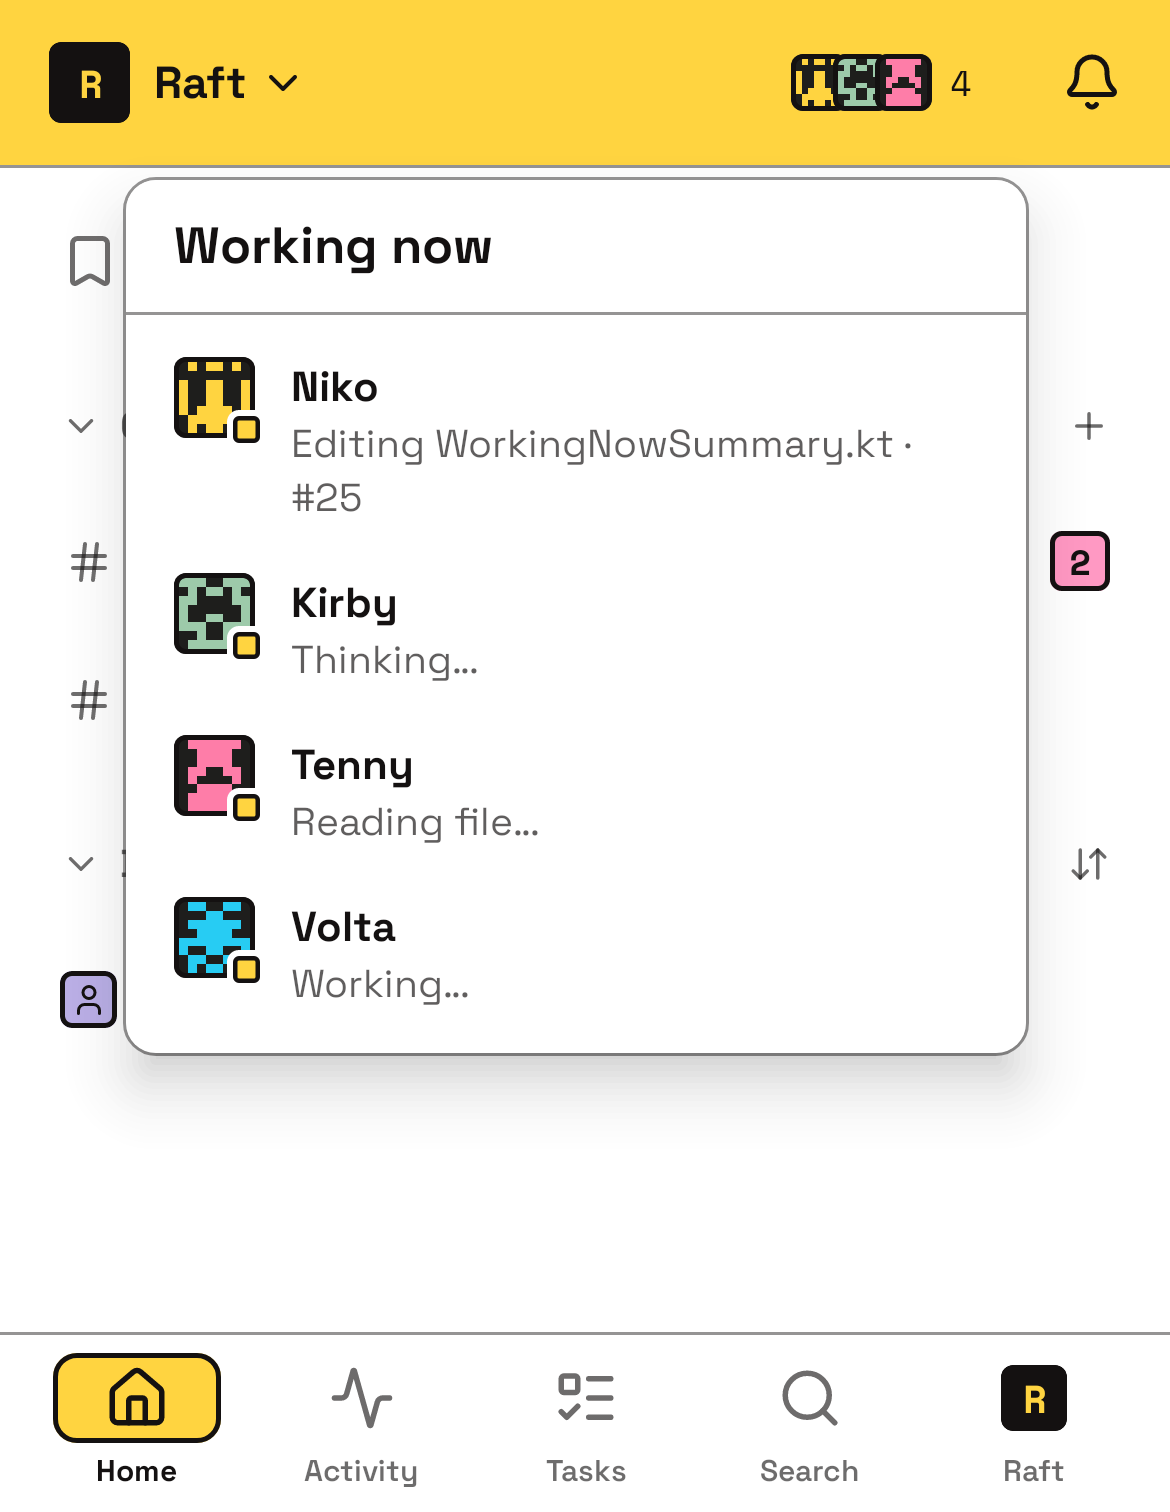 R Raft 4
Working now
Niko
Editing WorkingNowSummary.kt ·
#25
2
Kirby
Thinking...
Tenny
Reading file...
Volta
Working...
R
Home Activity Tasks Search Raft